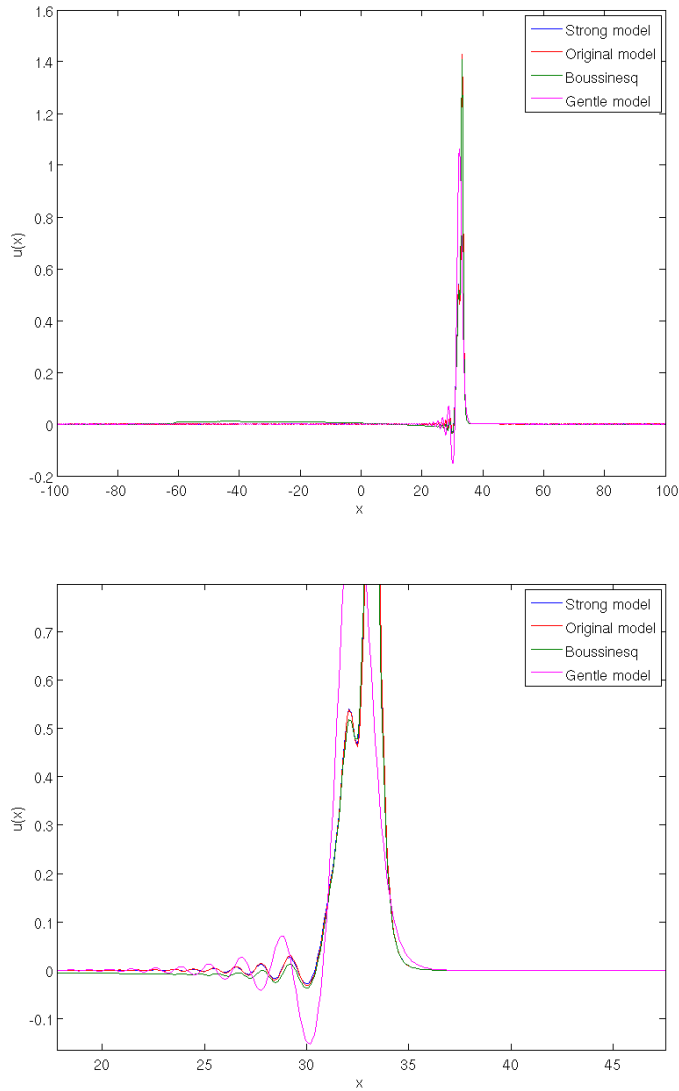 1.6
1.4
1.2
1
0.8
0.6
0.4
0.2
0
-0.2
u(x)
-100 -80 -60 -40 -20 0 20 40 60 80 100
x
Strong model
Original model
Boussinesq
Gentle model
0.7
0.6
0.5
0.4
0.3
0.2
0.1
0
-0.1
u(x)
20 25 30 35 40 45
x
Strong model
Original model
Boussinesq
Gentle model